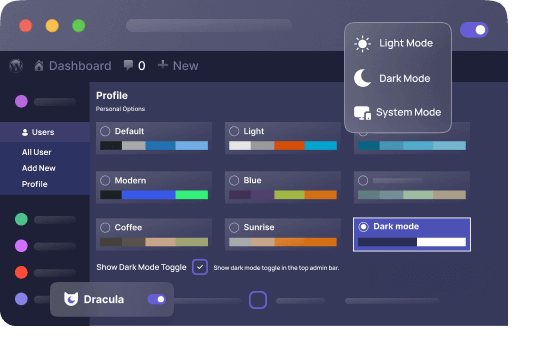 Light Mode
Dark Mode
System Mode
Dashboard 0 New
Profile
Personal Options
Users
All User
Add New
Profile
Default
Light
Modern
Blue
Coffee
Sunrise
Dark mode
Show Dark Mode Toggle
Show dark mode toggle in the top admin bar.
Dracula